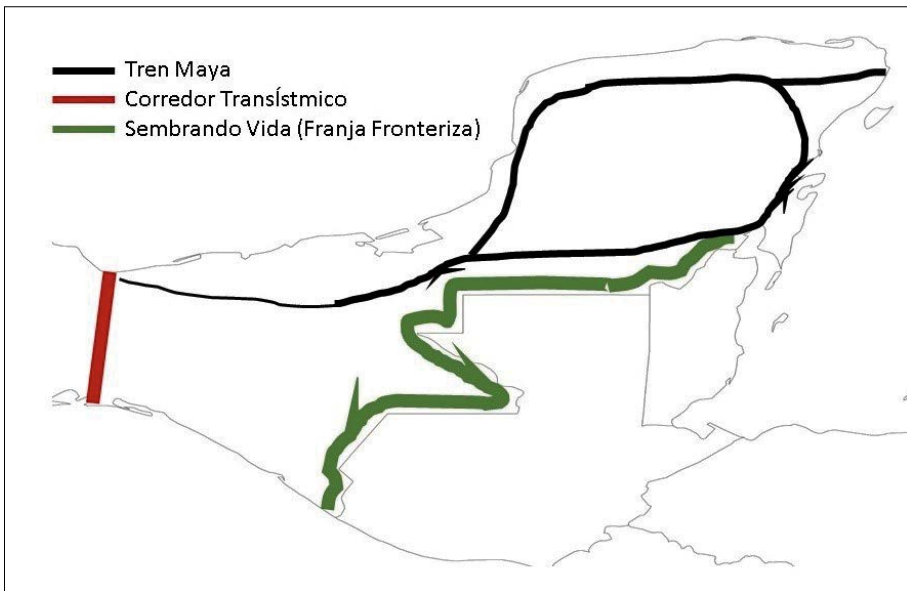 Tren Maya
Corredor Transístmico
Sembrando Vida (Franja Fronteriza)